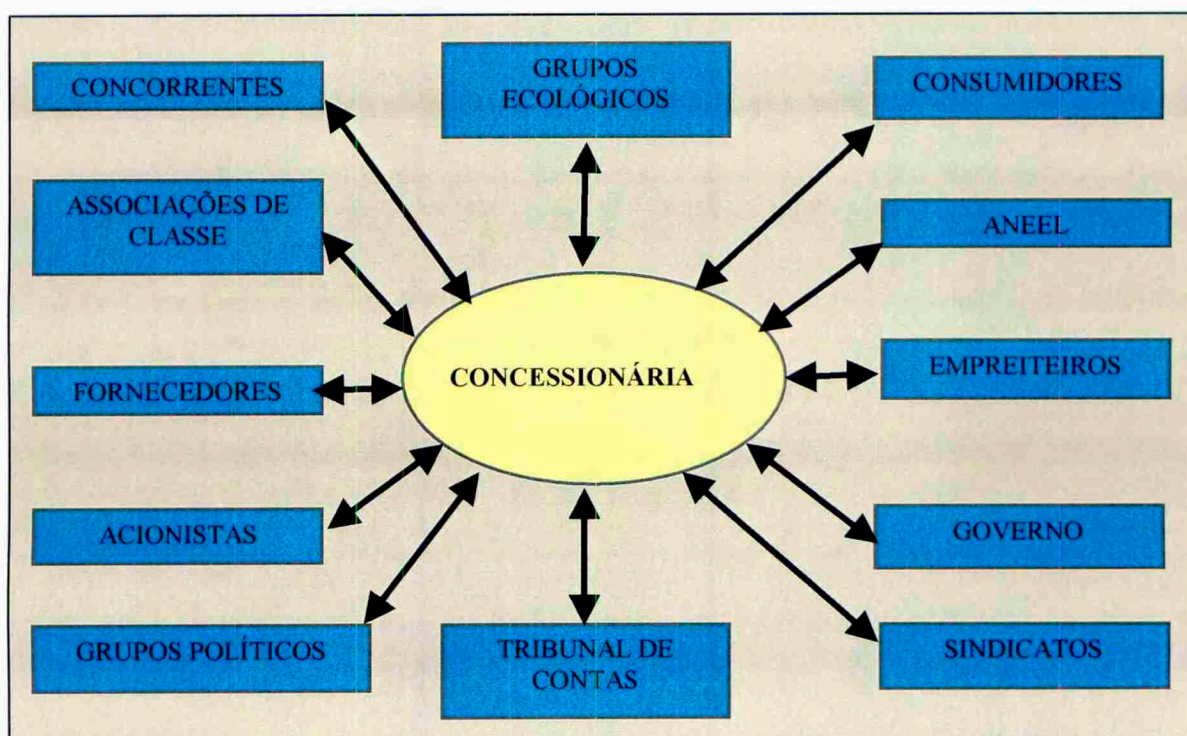 CONCORRENTES
GRUPOS
ECOLÓGICOS
CONSUMIDORES
ASSOCIAÇÕES DE
CLASSE
ANEEL
CONCESSIONÁRIA
FORNECEDORES
EMPREITEIROS
ACIONISTAS
GOVERNO
GRUPOS POLÍTICOS
TRIBUNAL DE
CONTAS
SINDICATOS